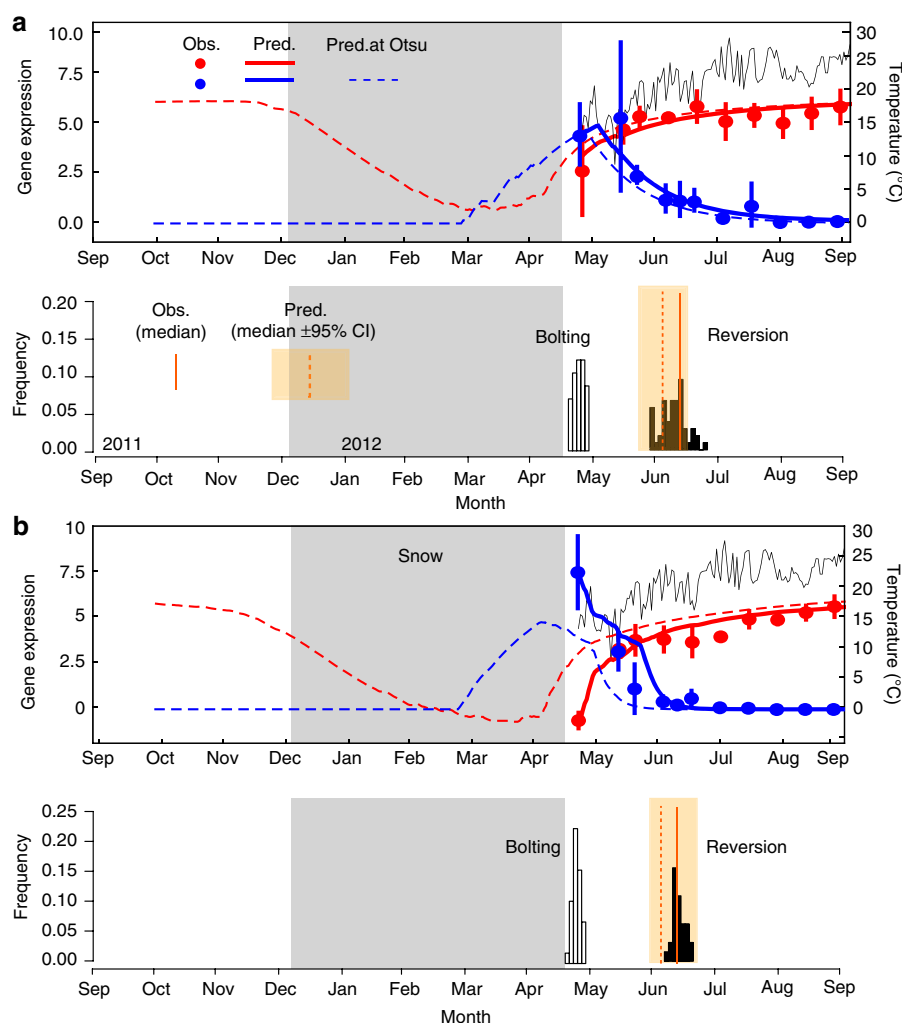 a
Obs. Pred. Pred.at Otsu
Gene expression
10.0
7.5
5.0
2.5
0.0
30
25
20
15
10
5
0
Temperature (°C)
Sep Oct Nov Dec Jan Feb Mar Apr May Jun Jul Aug Sep
Frequency
0.20
0.15
0.10
0.05
0.00
Obs. (median)
Pred. (median ±95% CI)
Bolting
Reversion
2011 2012
Sep Oct Nov Dec Jan Feb Mar Apr May Jun Jul Aug Sep
Month
b
Gene expression
10
7.5
5
2.5
0
Snow
30
25
20
15
10
5
0
Temperature (°C)
Sep Oct Nov Dec Jan Feb Mar Apr May Jun Jul Aug Sep
Frequency
0.25
0.20
0.15
0.10
0.05
0.00
Bolting
Reversion
Sep Oct Nov Dec Jan Feb Mar Apr May Jun Jul Aug Sep
Month